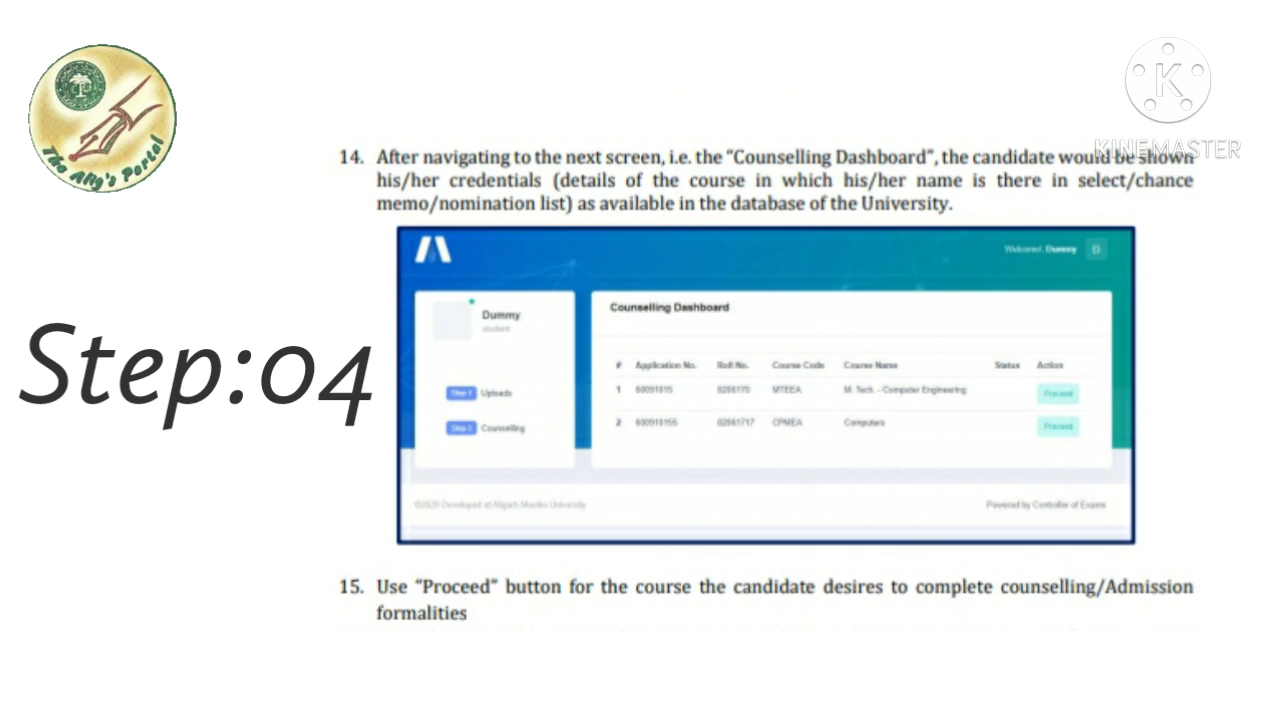 The Alig's Portal
KINEMASTER
14. After navigating to the next screen, i.e. the “Counselling Dashboard”, the candidate would be shown
his/her credentials (details of the course in which his/her name is there in select/chance
memo/nomination list) as available in the database of the University.
Welcome!, Dummy D
Dummy
student
Step 1 Uploads
Step 2 Counselling
Counselling Dashboard
# Application No. Roll No. Course Code Course Name Status Action
1 MTEEA M. Tech. - Computer Engineering Proceed
2 CPMEA Computers Proceed
©2020 Developed at Aligarh Muslim University
Powered by Controller of Exams
Step:04
15. Use “Proceed” button for the course the candidate desires to complete counselling/Admission
formalities